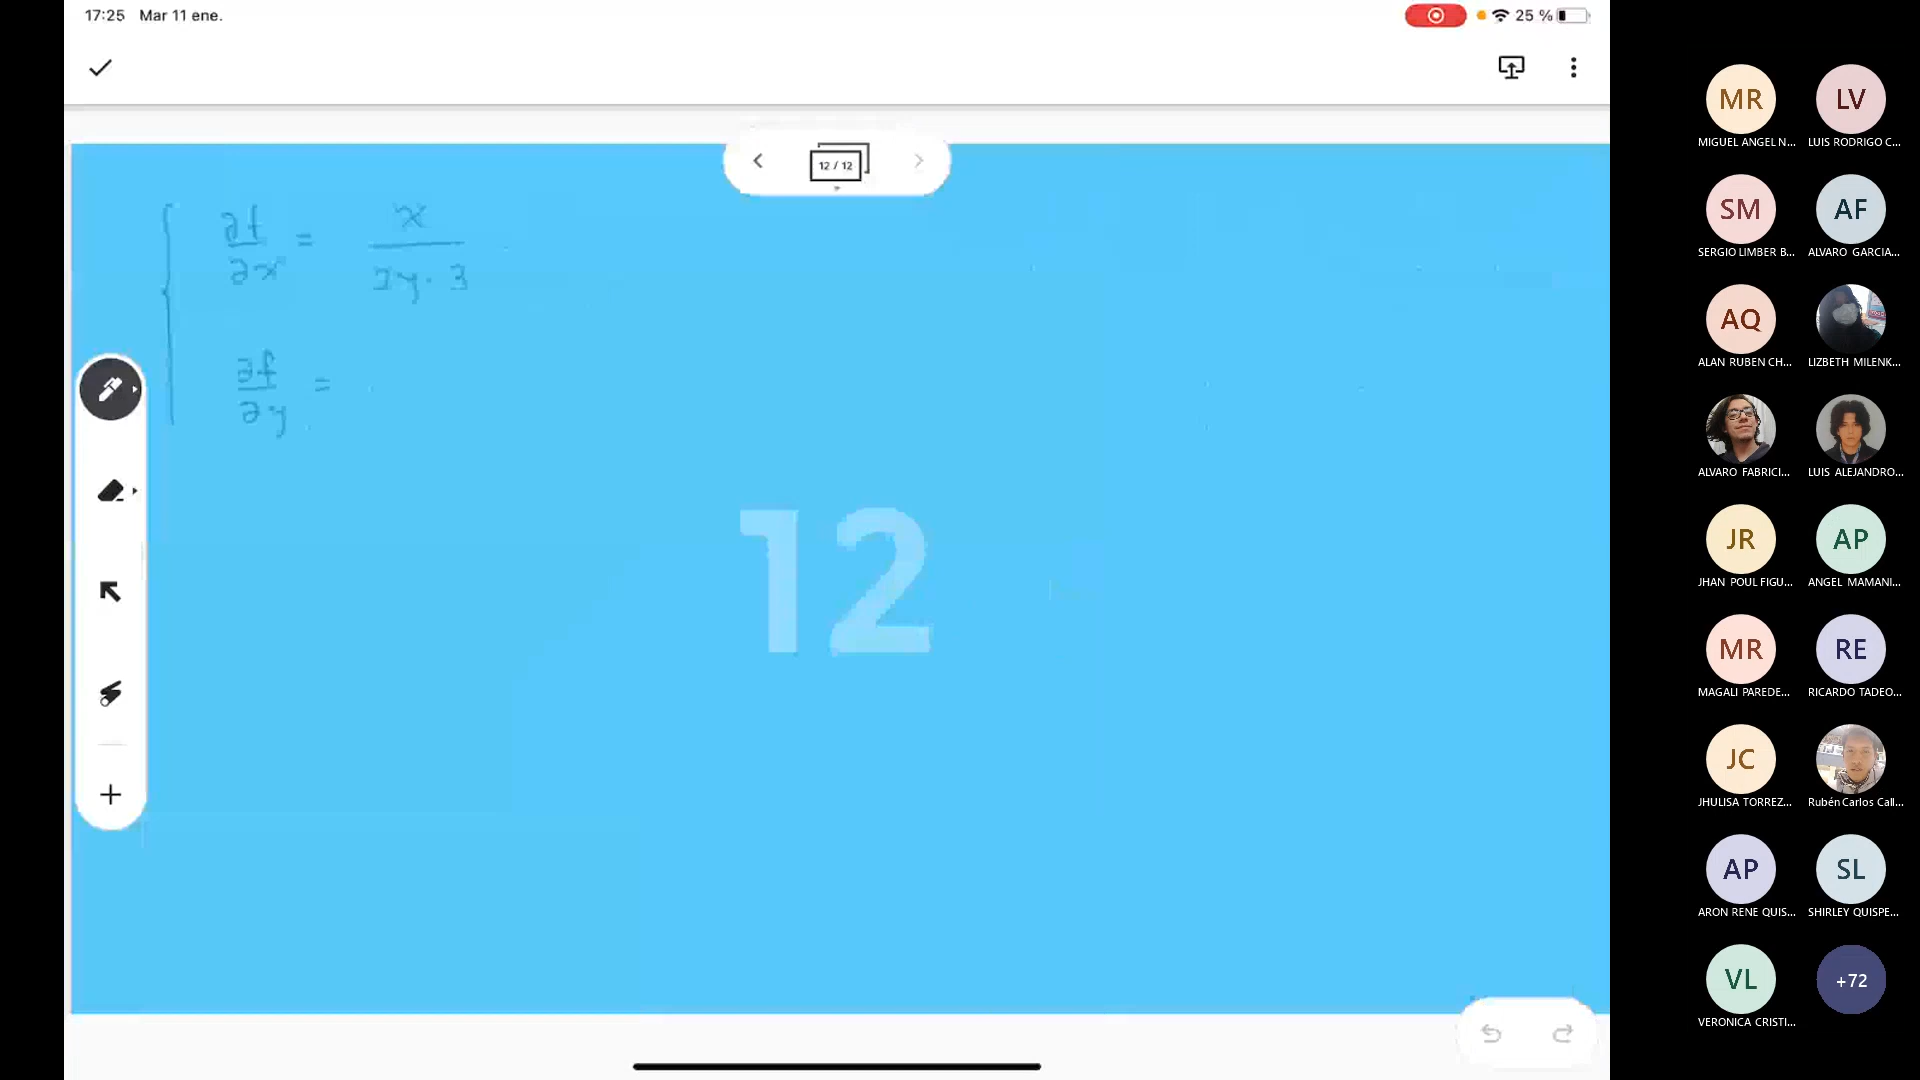 17:25 Mar 11 ene.
25 %
12 / 12
∂f/∂x = x/2y · 3
∂f/∂y =
12
MR
MIGUEL ANGEL N...
LV
LUIS RODRIGO C...
SM
SERGIO LIMBER B...
AF
ALVARO GARCIA...
AQ
ALAN RUBEN CH...
LIZBETH MILENK...
ALVARO FABRICI...
LUIS ALEJANDRO...
JR
JHAN POUL FIGU...
AP
ANGEL MAMANI...
MR
MAGALI PAREDE...
RE
RICARDO TADEO...
JC
JHULISA TORREZ...
Rubén Carlos Call...
AP
ARON RENE QUIS...
SL
SHIRLEY QUISPE...
VL
VERONICA CRISTI...
+72